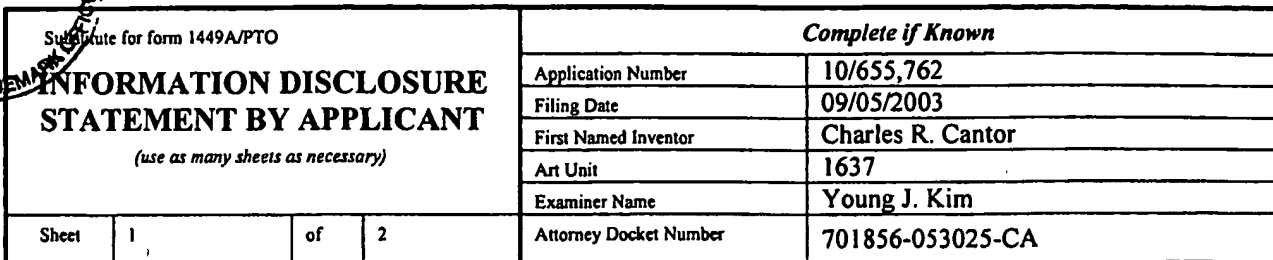 Substitute for form 1449A/PTO
INFORMATION DISCLOSURE
STATEMENT BY APPLICANT
(use as many sheets as necessary)
Sheet 1 of 2
Complete if Known
Application Number 10/655,762
Filing Date 09/05/2003
First Named Inventor Charles R. Cantor
Art Unit 1637
Examiner Name Young J. Kim
Attorney Docket Number 701856-053025-CA